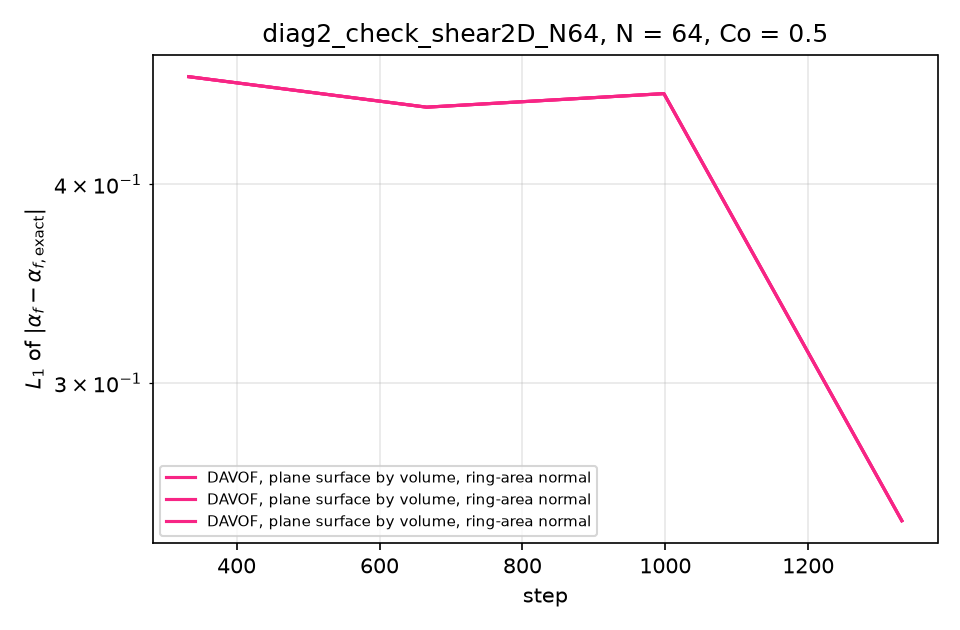 diag2_check_shear2D_N64, N = 64, Co = 0.5
L₁ of |α_f − α_{f,exact}|
4 × 10⁻¹
3 × 10⁻¹
DAVOF, plane surface by volume, ring-area normal
DAVOF, plane surface by volume, ring-area normal
DAVOF, plane surface by volume, ring-area normal
400 600 800 1000 1200
step